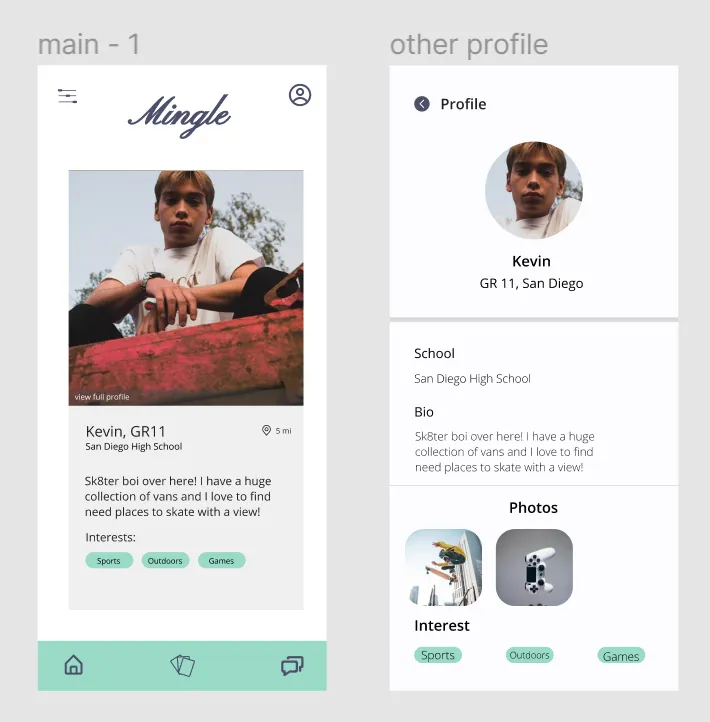 main - 1
Mingle
view full profile
Kevin, GR11
5 mi
San Diego High School
Sk8ter boi over here! I have a huge
collection of vans and I love to find
need places to skate with a view!
Interests:
Sports
Outdoors
Games
other profile
Profile
Kevin
GR 11, San Diego
School
San Diego High School
Bio
Sk8ter boi over here! I have a huge
collection of vans and I love to find
need places to skate with a view!
Photos
Interest
Sports
Outdoors
Games